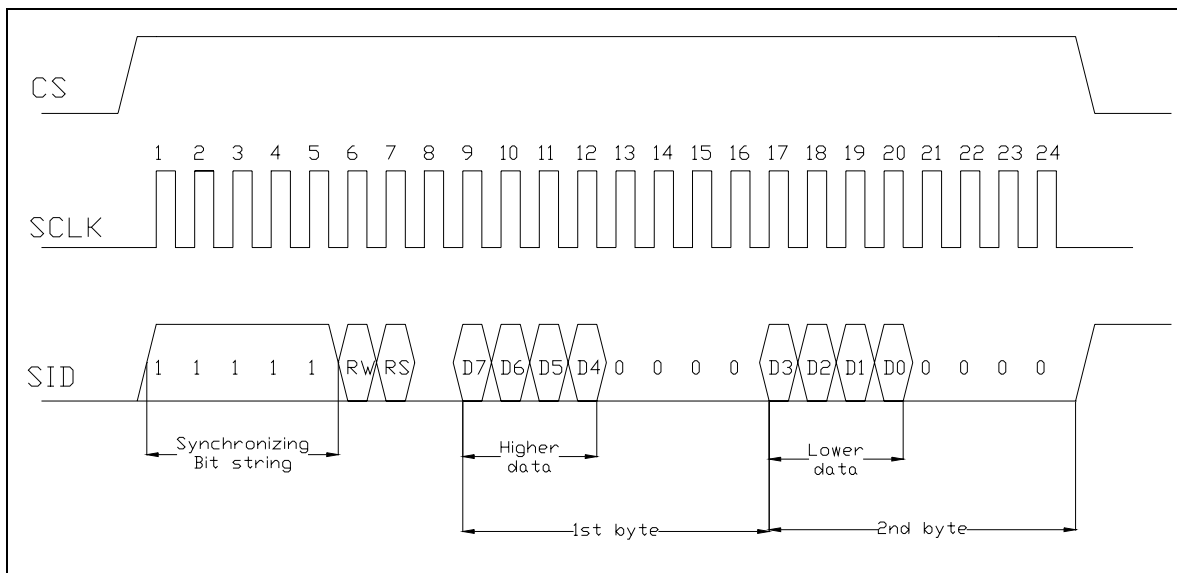 CS
1 2 3 4 5 6 7 8 9 10 11 12 13 14 15 16 17 18 19 20 21 22 23 24
SCLK
SID
1 1 1 1 1 RW RS D7 D6 D5 D4 0 0 0 0 D3 D2 D1 D0 0 0 0 0
Synchronizing
Bit string
Higher
data
Lower
data
1st byte
2nd byte